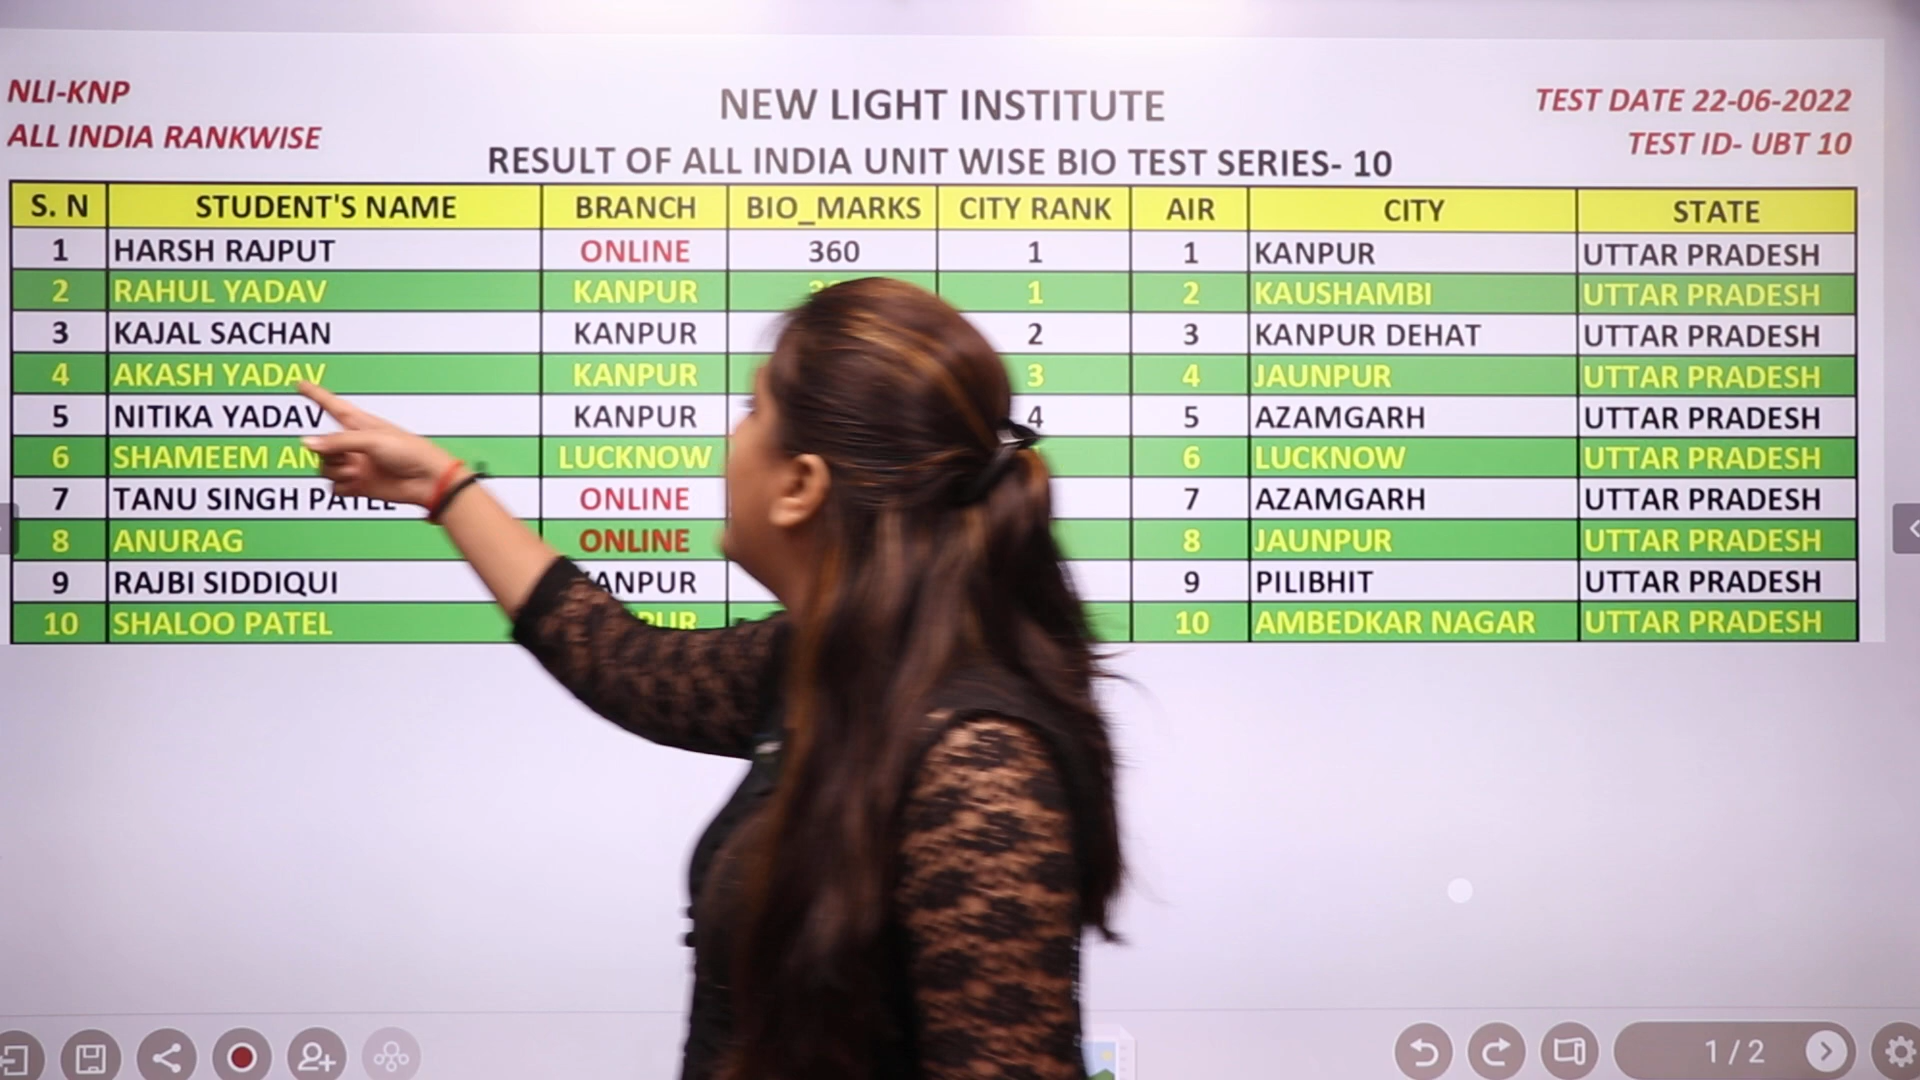 NLI-KNP
ALL INDIA RANKWISE
NEW LIGHT INSTITUTE
RESULT OF ALL INDIA UNIT WISE BIO TEST SERIES- 10
TEST DATE 22-06-2022
TEST ID- UBT 10
S. N STUDENT'S NAME BRANCH BIO_MARKS CITY RANK AIR CITY STATE
1 HARSH RAJPUT ONLINE 360 1 1 KANPUR UTTAR PRADESH
2 RAHUL YADAV KANPUR 1 2 KAUSHAMBI UTTAR PRADESH
3 KAJAL SACHAN KANPUR 2 3 KANPUR DEHAT UTTAR PRADESH
4 AKASH YADAV KANPUR 3 4 JAUNPUR UTTAR PRADESH
5 NITIKA YADAV KANPUR 4 5 AZAMGARH UTTAR PRADESH
6 SHAMEEM LUCKNOW 6 LUCKNOW UTTAR PRADESH
7 TANU SINGH PATEL ONLINE 7 AZAMGARH UTTAR PRADESH
8 ANURAG ONLINE 8 JAUNPUR UTTAR PRADESH
9 RAJBI SIDDIQUI KANPUR 9 PILIBHIT UTTAR PRADESH
10 SHALOO PATEL 10 AMBEDKAR NAGAR UTTAR PRADESH
1 / 2